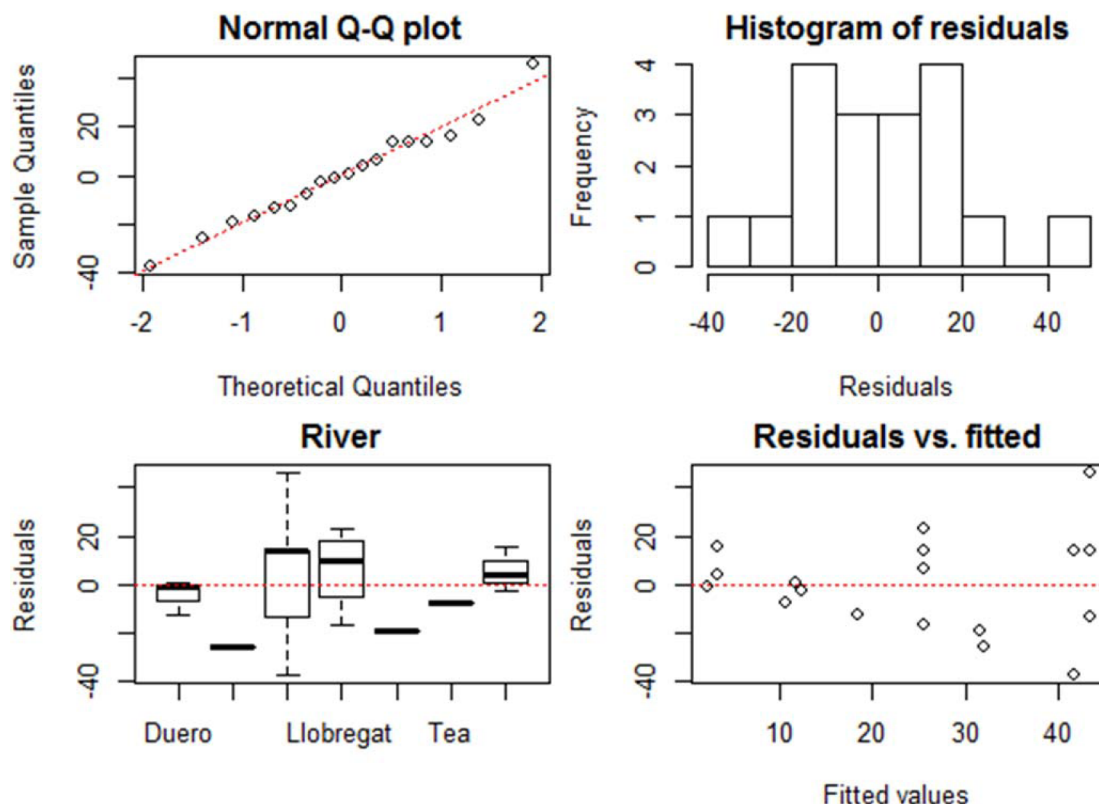 Normal Q-Q plot
Sample Quantiles
-40 0 20
-2 -1 0 1 2
Theoretical Quantiles
Histogram of residuals
Frequency
0 1 2 3 4
-40 -20 0 20 40
Residuals
River
Residuals
-40 0 20
Duero Llobregat Tea
Residuals vs. fitted
Residuals
-40 0 20
10 20 30 40
Fitted values